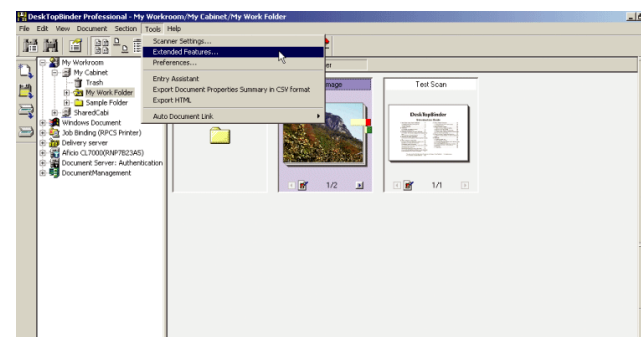 DeskTopBinder Professional - My Workroom/My Cabinet/My Work Folder
File Edit View Document Section Tools Help
Scanner Settings...
Extended Features...
Preferences...
Entry Assistant
Export Document Properties Summary in CSV format
Export HTML
Auto Document Link
My Workroom
My Cabinet
Trash
My Work Folder
Sample Folder
SharedCabi
Windows Document
Job Binding (RPCS Printer)
Delivery server
Aficio CL7000(RNP7B23A5)
Document Server: Authentication
DocumentManagement
mage
1/2
Test Scan
DeskTopBinder
1/1